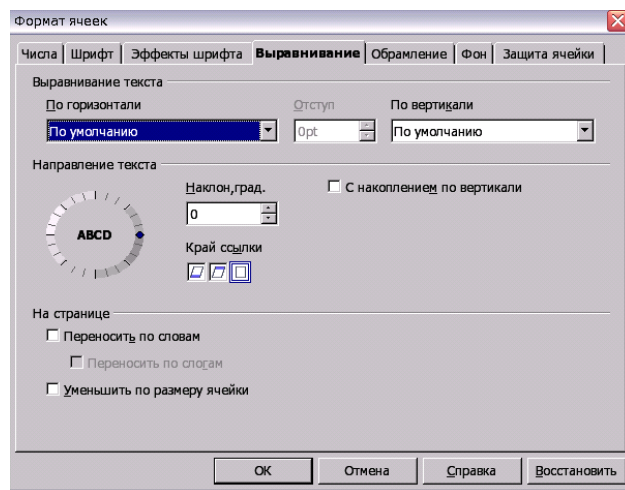 Формат ячеек
Числа Шрифт Эффекты шрифта Выравнивание Обрамление Фон Защита ячейки
Выравнивание текста
По горизонтали Отступ По вертикали
По умолчанию 0pt По умолчанию
Направление текста
Наклон,град. С накоплением по вертикали
0
ABCD
Край ссылки
На странице
Переносить по словам
Переносить по слогам
Уменьшить по размеру ячейки
ОК Отмена Справка Восстановить